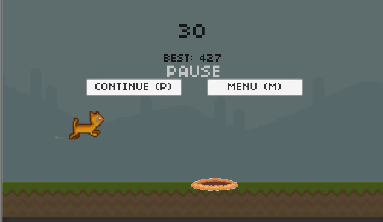 30
BEST: 427
PAUSE
CONTINUE (P)
MENU (M)